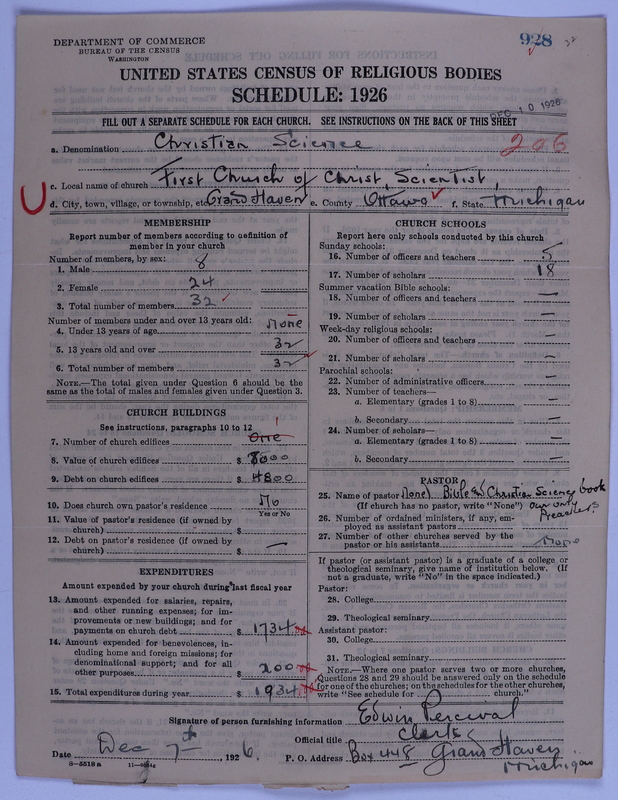 DEPARTMENT OF COMMERCE
BUREAU OF THE CENSUS
WASHINGTON
928
UNITED STATES CENSUS OF RELIGIOUS BODIES
SCHEDULE: 1926
DEC 10 1926
FILL OUT A SEPARATE SCHEDULE FOR EACH CHURCH. SEE INSTRUCTIONS ON THE BACK OF THIS SHEET
a. Denomination Christian Science 206
c. Local name of church First Church of Christ, Scientist,
d. City, town, village, or township, etc. Grand Haven e. County Ottawa f. State Michigan
MEMBERSHIP
Report number of members according to definition of
member in your church
Number of members, by sex:
1. Male 8
2. Female 24
3. Total number of members 32
Number of members under and over 13 years old:
4. Under 13 years of age None
5. 13 years old and over 32
6. Total number of members 32
NOTE.—The total given under Question 6 should be the
same as the total of males and females given under Question 3.
CHURCH BUILDINGS
See instructions, paragraphs 10 to 12
7. Number of church edifices One 1
8. Value of church edifices $ 8000
9. Debt on church edifices $ 4800
10. Does church own pastor's residence No
Yes or No
11. Value of pastor's residence (if owned by
church) $
12. Debt on pastor's residence (if owned by
church) $ —
EXPENDITURES
Amount expended by your church during last fiscal year
13. Amount expended for salaries, repairs,
and other running expenses; for im-
provements or new buildings; and for
payments on church debt $ 1734
14. Amount expended for benevolences, in-
cluding home and foreign missions; for
denominational support; and for all
other purposes $ 200
15. Total expenditures during year $ 1934
CHURCH SCHOOLS
Report here only schools conducted by this church
Sunday schools:
16. Number of officers and teachers 5
17. Number of scholars 18
Summer vacation Bible schools:
18. Number of officers and teachers —
19. Number of scholars —
Week-day religious schools:
20. Number of officers and teachers —
21. Number of scholars —
Parochial schools:
22. Number of administrative officers —
23. Number of teachers—
a. Elementary (grades 1 to 8) —
b. Secondary —
24. Number of scholars—
a. Elementary (grades 1 to 8) —
b. Secondary —
PASTOR
25. Name of pastor None Bible and Christian Science book
(If church has no pastor, write "None") our only
Preachers.
26. Number of ordained ministers, if any, em-
ployed as assistant pastors
27. Number of other churches served by the
pastor or his assistants None
If pastor (or assistant pastor) is a graduate of a college or
theological seminary, give name of institution below. (If
not a graduate, write "No" in the space indicated.)
Pastor:
28. College
29. Theological seminary
Assistant pastor:
30. College
31. Theological seminary
NOTE.—Where one pastor serves two or more churches,
Questions 28 and 29 should be answered only on the schedule
for one of the churches; on the schedules for the other churches,
write "See schedule for church."
Signature of person furnishing information Edwin Percival
Official title Clerk
Date Dec 7th, 1926. P. O. Address Box 448 Grand Haven
Michigan
8—5518a